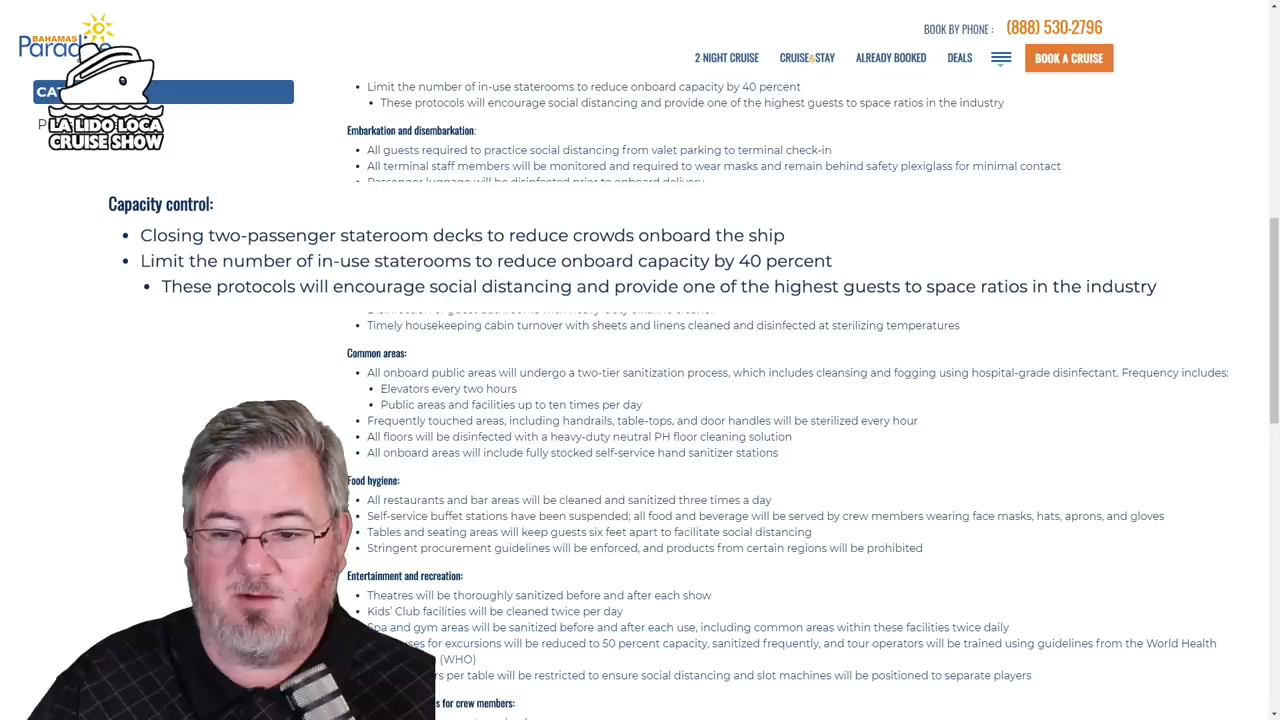 BAHAMAS
Paradise
BOOK BY PHONE : (888) 530-2796
2-NIGHT CRUISE CRUISE&STAY ALREADY BOOKED DEALS BOOK A CRUISE
LA LIDO LOCA
CRUISE SHOW
Limit the number of in-use staterooms to reduce onboard capacity by 40 percent
These protocols will encourage social distancing and provide one of the highest guests to space ratios in the industry
Embarkation and disembarkation:
All guests required to practice social distancing from valet parking to terminal check-in
All terminal staff members will be monitored and required to wear masks and remain behind safety plexiglass for minimal contact
Passenger luggage will be disinfected prior to onboard delivery
Capacity control:
Closing two-passenger stateroom decks to reduce crowds onboard the ship
Limit the number of in-use staterooms to reduce onboard capacity by 40 percent
These protocols will encourage social distancing and provide one of the highest guests to space ratios in the industry
Timely housekeeping cabin turnover with sheets and linens cleaned and disinfected at sterilizing temperatures
Common areas:
All onboard public areas will undergo a two-tier sanitization process, which includes cleansing and fogging using hospital-grade disinfectant. Frequency includes:
Elevators every two hours
Public areas and facilities up to ten times per day
Frequently touched areas, including handrails, table-tops, and door handles will be sterilized every hour
All floors will be disinfected with a heavy-duty neutral PH floor cleaning solution
All onboard areas will include fully stocked self-service hand sanitizer stations
Food hygiene:
All restaurants and bar areas will be cleaned and sanitized three times a day
Self-service buffet stations have been suspended; all food and beverage will be served by crew members wearing face masks, hats, aprons, and gloves
Tables and seating areas will keep guests six feet apart to facilitate social distancing
Stringent procurement guidelines will be enforced, and products from certain regions will be prohibited
Entertainment and recreation:
Theatres will be thoroughly sanitized before and after each show
Kids' Club facilities will be cleaned twice per day
Spa and gym areas will be sanitized before and after each use, including common areas within these facilities twice daily
for excursions will be reduced to 50 percent capacity, sanitized frequently, and tour operators will be trained using guidelines from the World Health
(WHO)
per table will be restricted to ensure social distancing and slot machines will be positioned to separate players
for crew members: